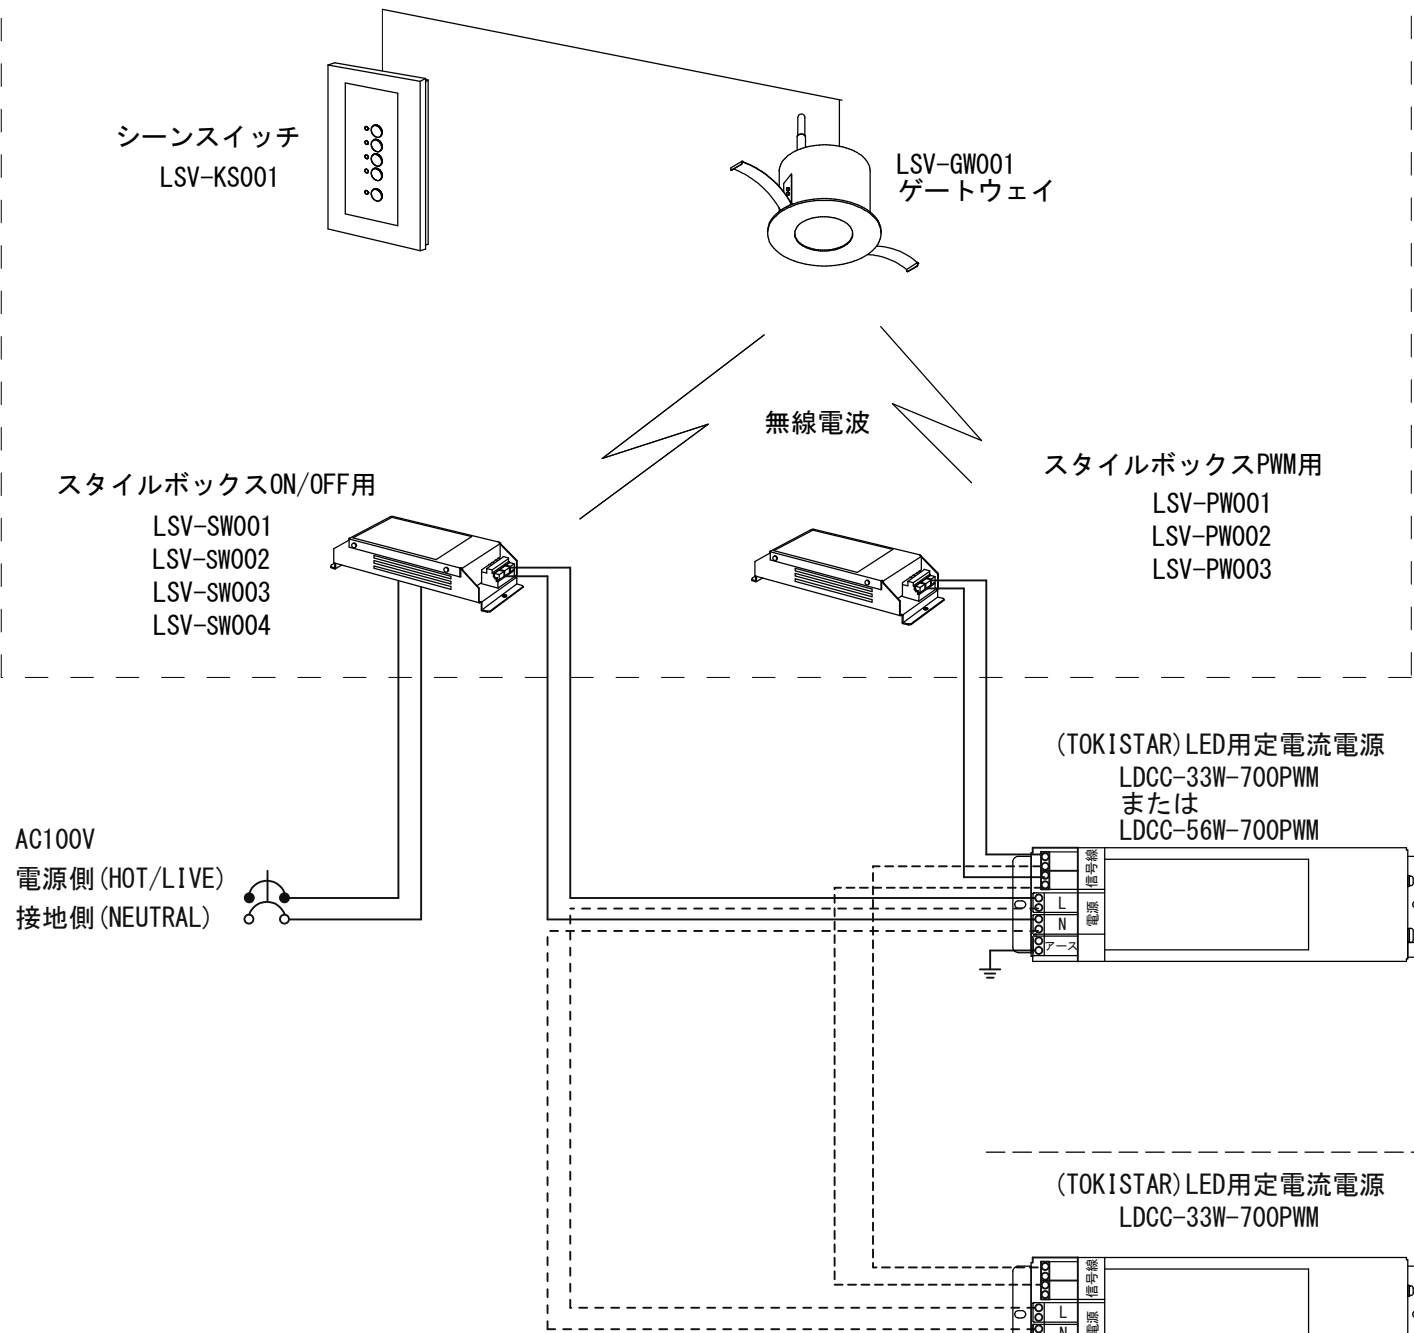 シーンスイッチ
LSV-KS001
LSV-GW001
ゲートウェイ
無線電波
スタイルボックスON/OFF用
LSV-SW001
LSV-SW002
LSV-SW003
LSV-SW004
スタイルボックスPWM用
LSV-PW001
LSV-PW002
LSV-PW003
(TOKISTAR)LED用定電流電源
LDCC-33W-700PWM
または
LDCC-56W-700PWM
AC100V
電源側(HOT/LIVE)
接地側(NEUTRAL)
信号線
L
N
電源
アース
(TOKISTAR)LED用定電流電源
LDCC-33W-700PWM
信号線
L
N
電源